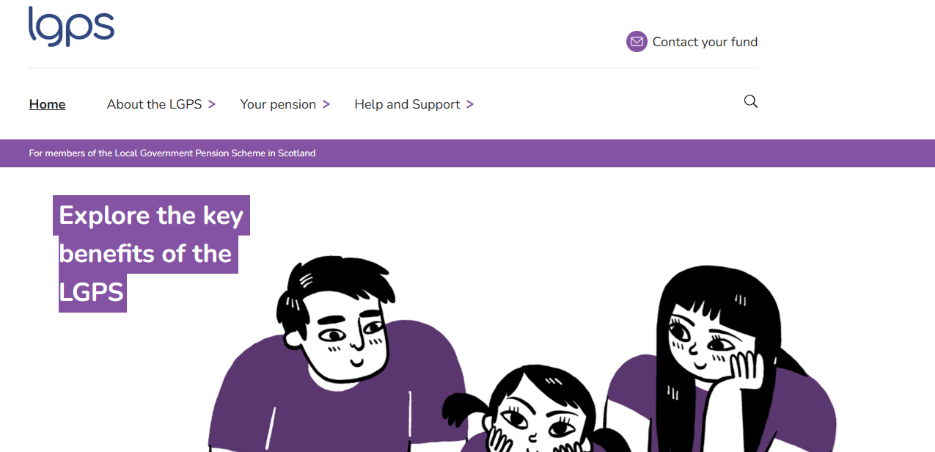 lgps
Contact your fund
Home About the LGPS > Your pension > Help and Support >
For members of the Local Government Pension Scheme in Scotland
Explore the key
benefits of the
LGPS